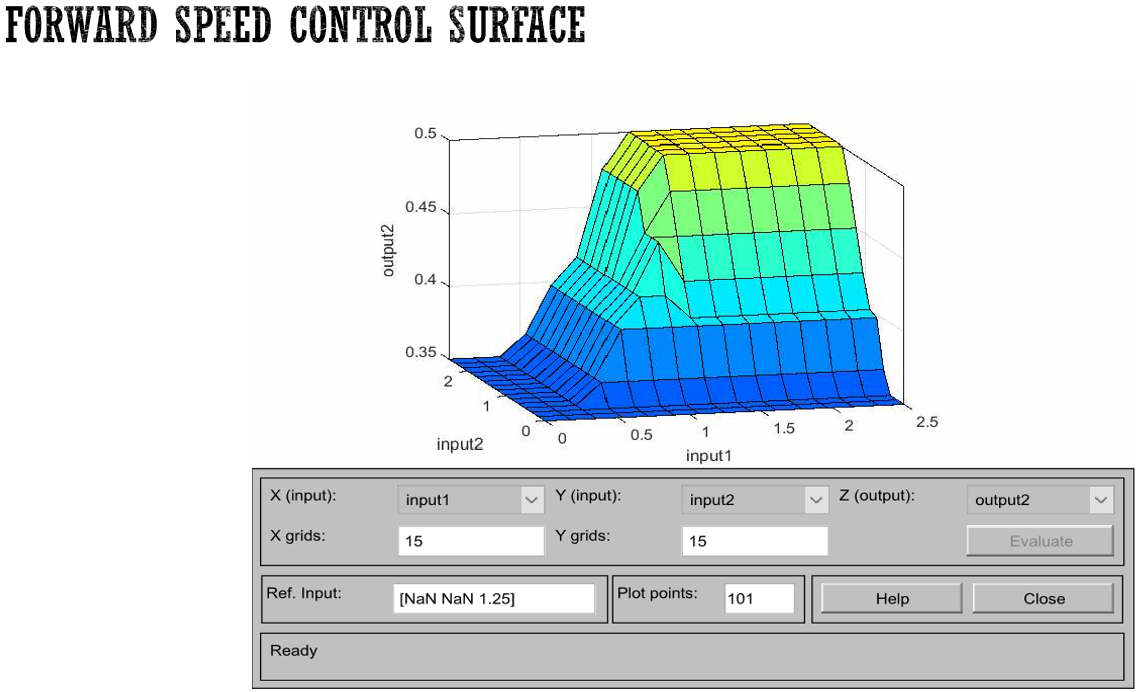 FORWARD SPEED CONTROL SURFACE
0.5
0.45
0.4
0.35
output2
2
1
0
input2
0
0.5
1
1.5
2
2.5
input1
X (input): input1 Y (input): input2 Z (output): output2
X grids: 15 Y grids: 15 Evaluate
Ref. Input: [NaN NaN 1.25] Plot points: 101 Help Close
Ready